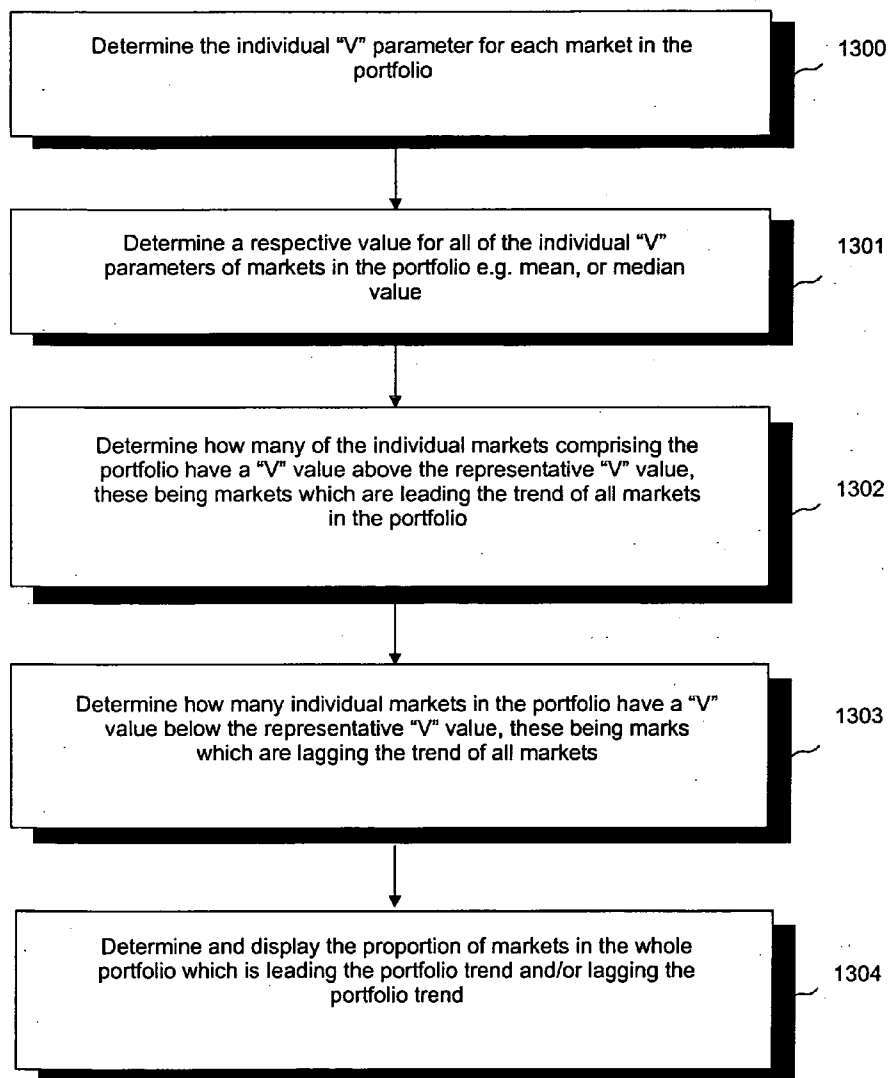 Determine the individual “V” parameter for each market in the
portfolio
1300
Determine a respective value for all of the individual “V”
parameters of markets in the portfolio e.g. mean, or median
value
1301
Determine how many of the individual markets comprising the
portfolio have a “V” value above the representative “V” value,
these being markets which are leading the trend of all markets
in the portfolio
1302
Determine how many individual markets in the portfolio have a “V”
value below the representative “V” value, these being marks
which are lagging the trend of all markets
1303
Determine and display the proportion of markets in the whole
portfolio which is leading the portfolio trend and/or lagging the
portfolio trend
1304